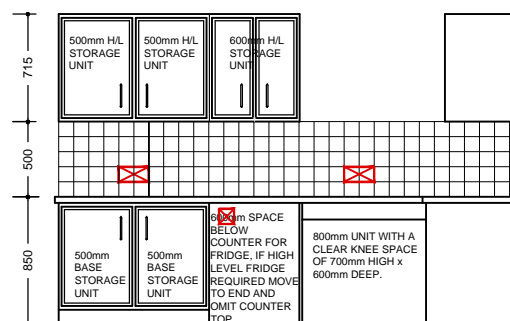 500mm H/L
STORAGE
UNIT
500mm H/L
STORAGE
UNIT
600mm H/L
STORAGE
UNIT
715
500
850
500mm
BASE
STORAGE
UNIT
500mm
BASE
STORAGE
UNIT
600mm SPACE
BELOW
COUNTER FOR
FRIDGE, IF HIGH
LEVEL FRIDGE
REQUIRED MOVE
TO END AND
OMIT COUNTER
TOP
800mm UNIT WITH A
CLEAR KNEE SPACE
OF 700mm HIGH x
600mm DEEP.